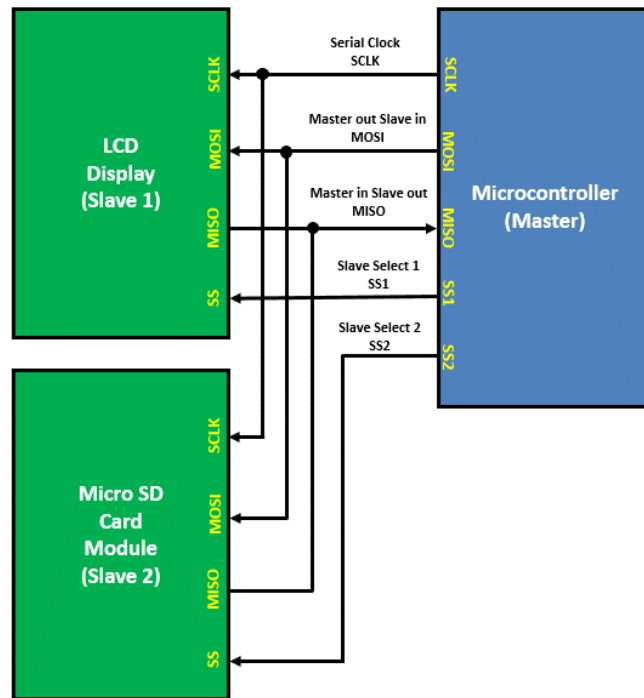 SCLK
MOSI
MISO
SS
LCD
Display
(Slave 1)
Serial Clock
SCLK
Master out Slave in
MOSI
Master in Slave out
MISO
Slave Select 1
SS1
Slave Select 2
SS2
SCLK
MOSI
MISO
SS1
SS2
Microcontroller
(Master)
SCLK
MOSI
MISO
SS
Micro SD
Card
Module
(Slave 2)